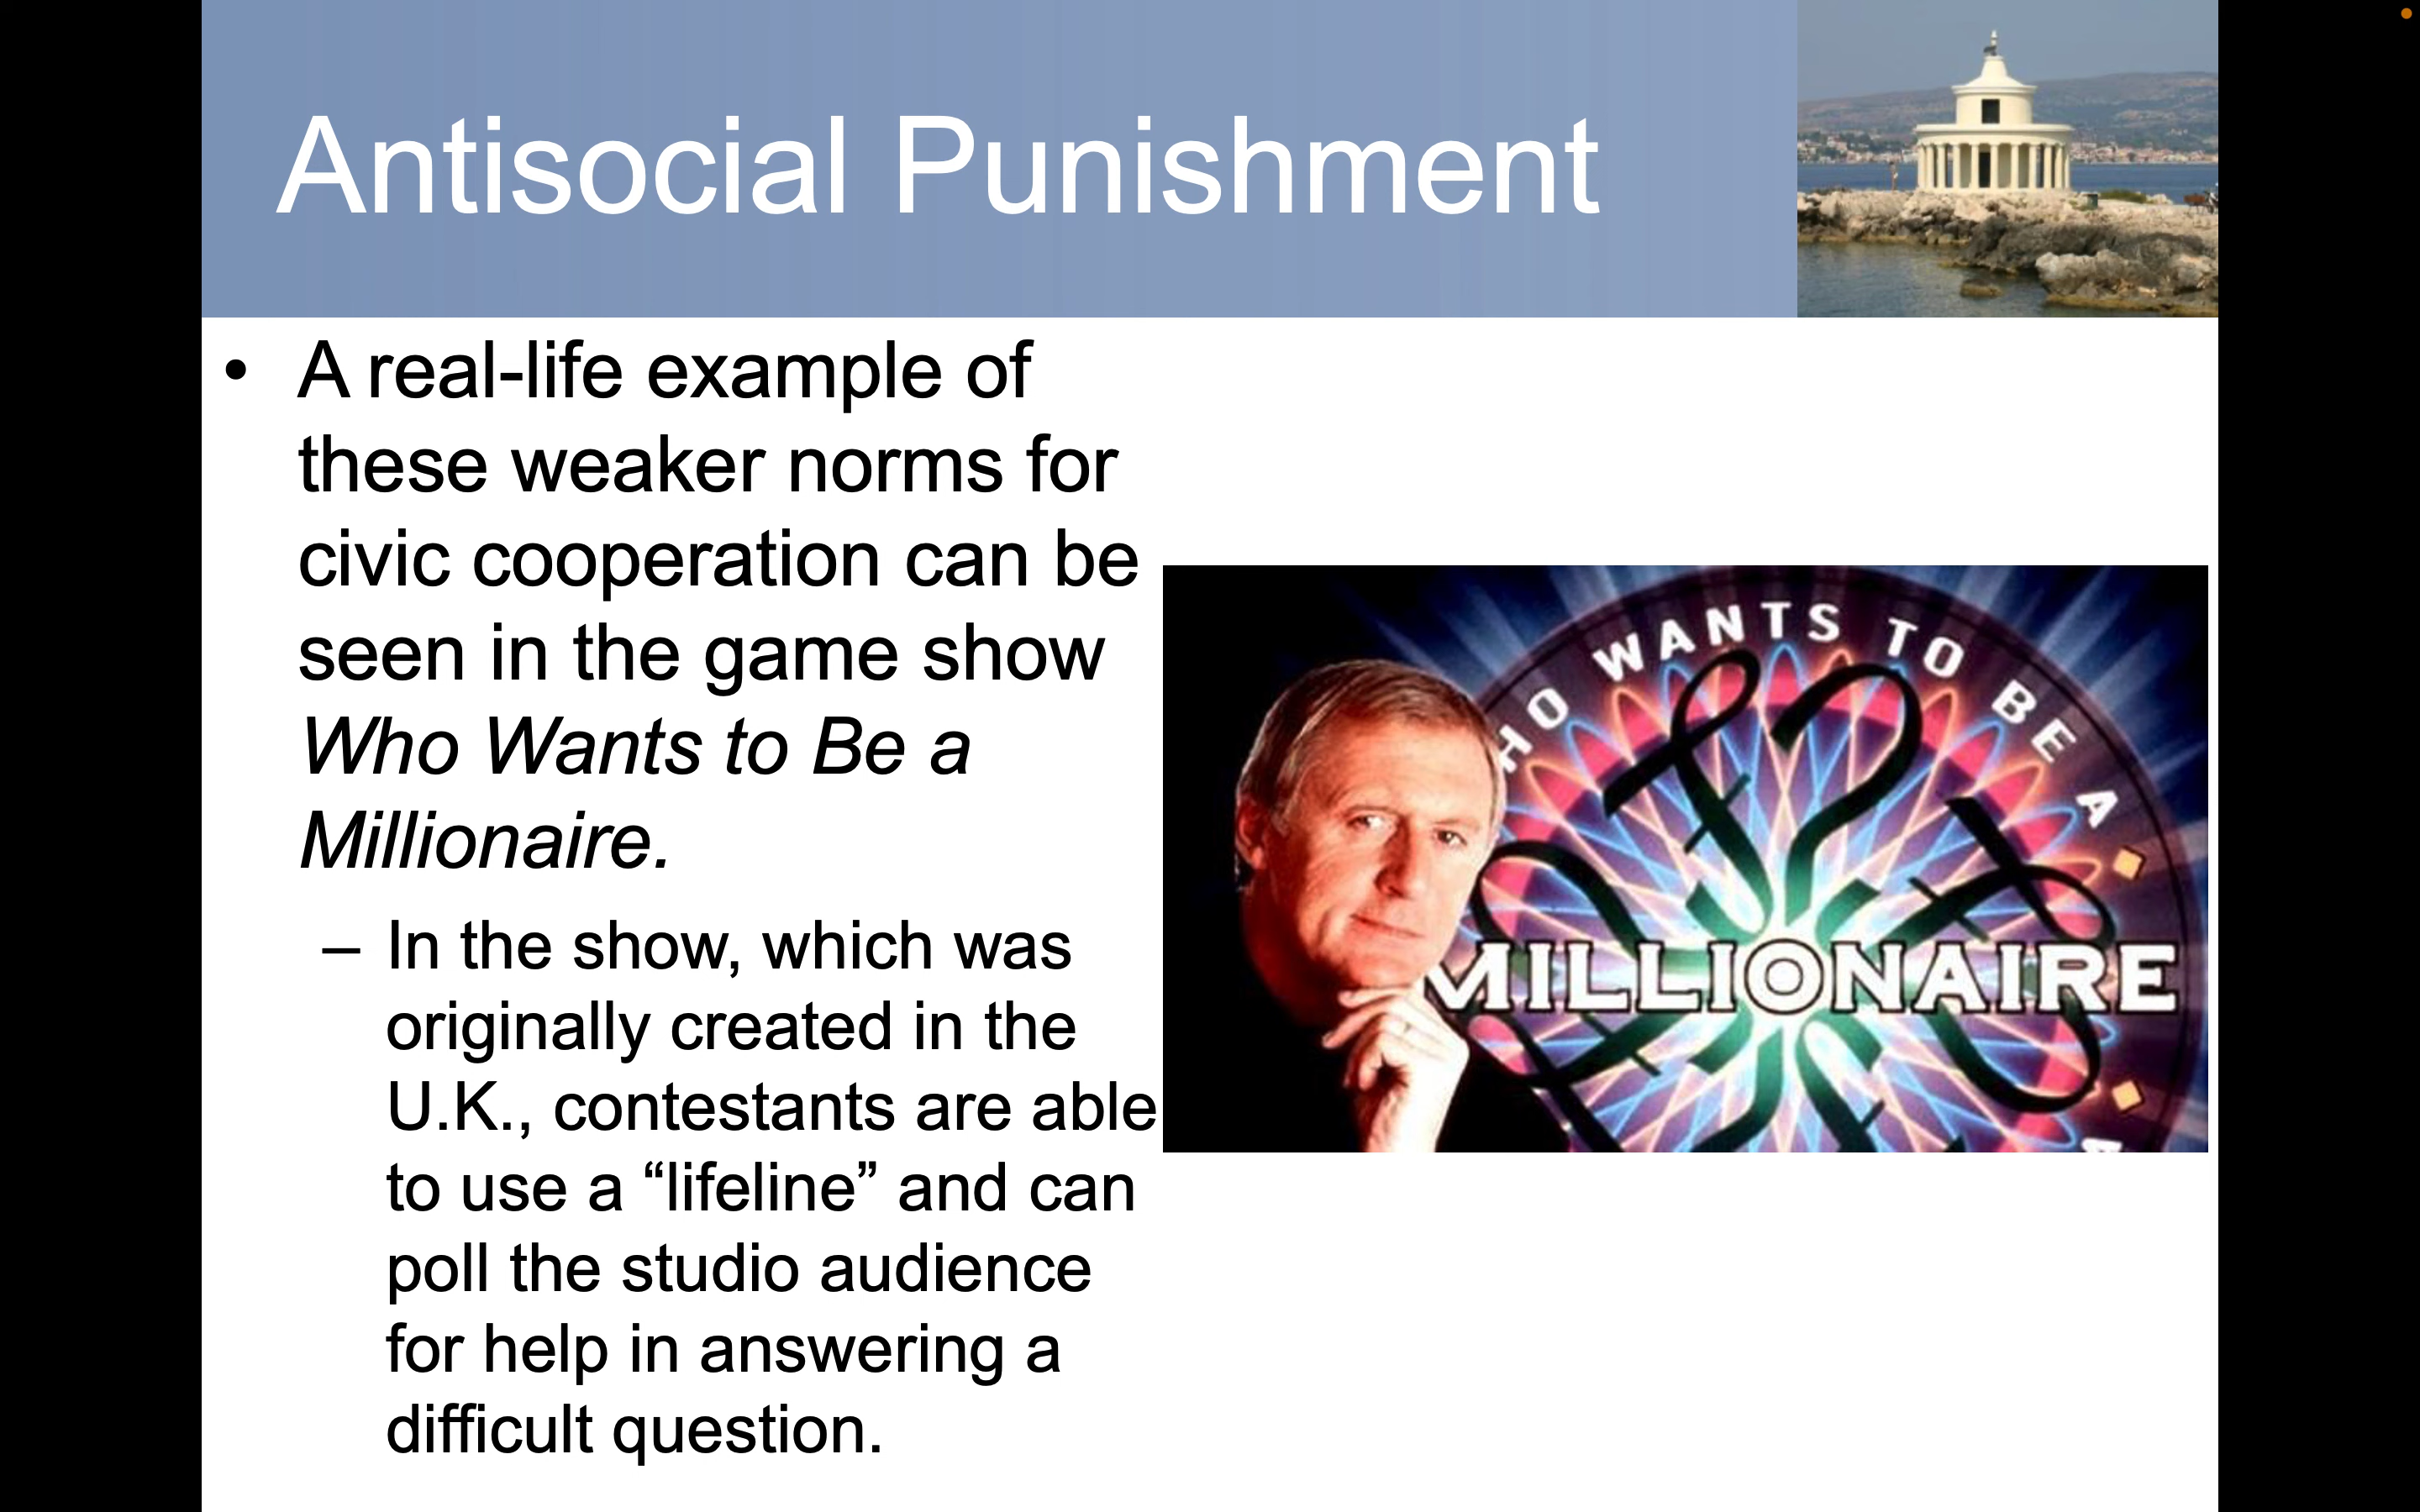 Antisocial Punishment
• A real-life example of
these weaker norms for
civic cooperation can be
seen in the game show
Who Wants to Be a
Millionaire.
– In the show, which was
originally created in the
U.K., contestants are able
to use a “lifeline” and can
poll the studio audience
for help in answering a
difficult question.
HO WANTS TO BE A
MILLIONAIRE